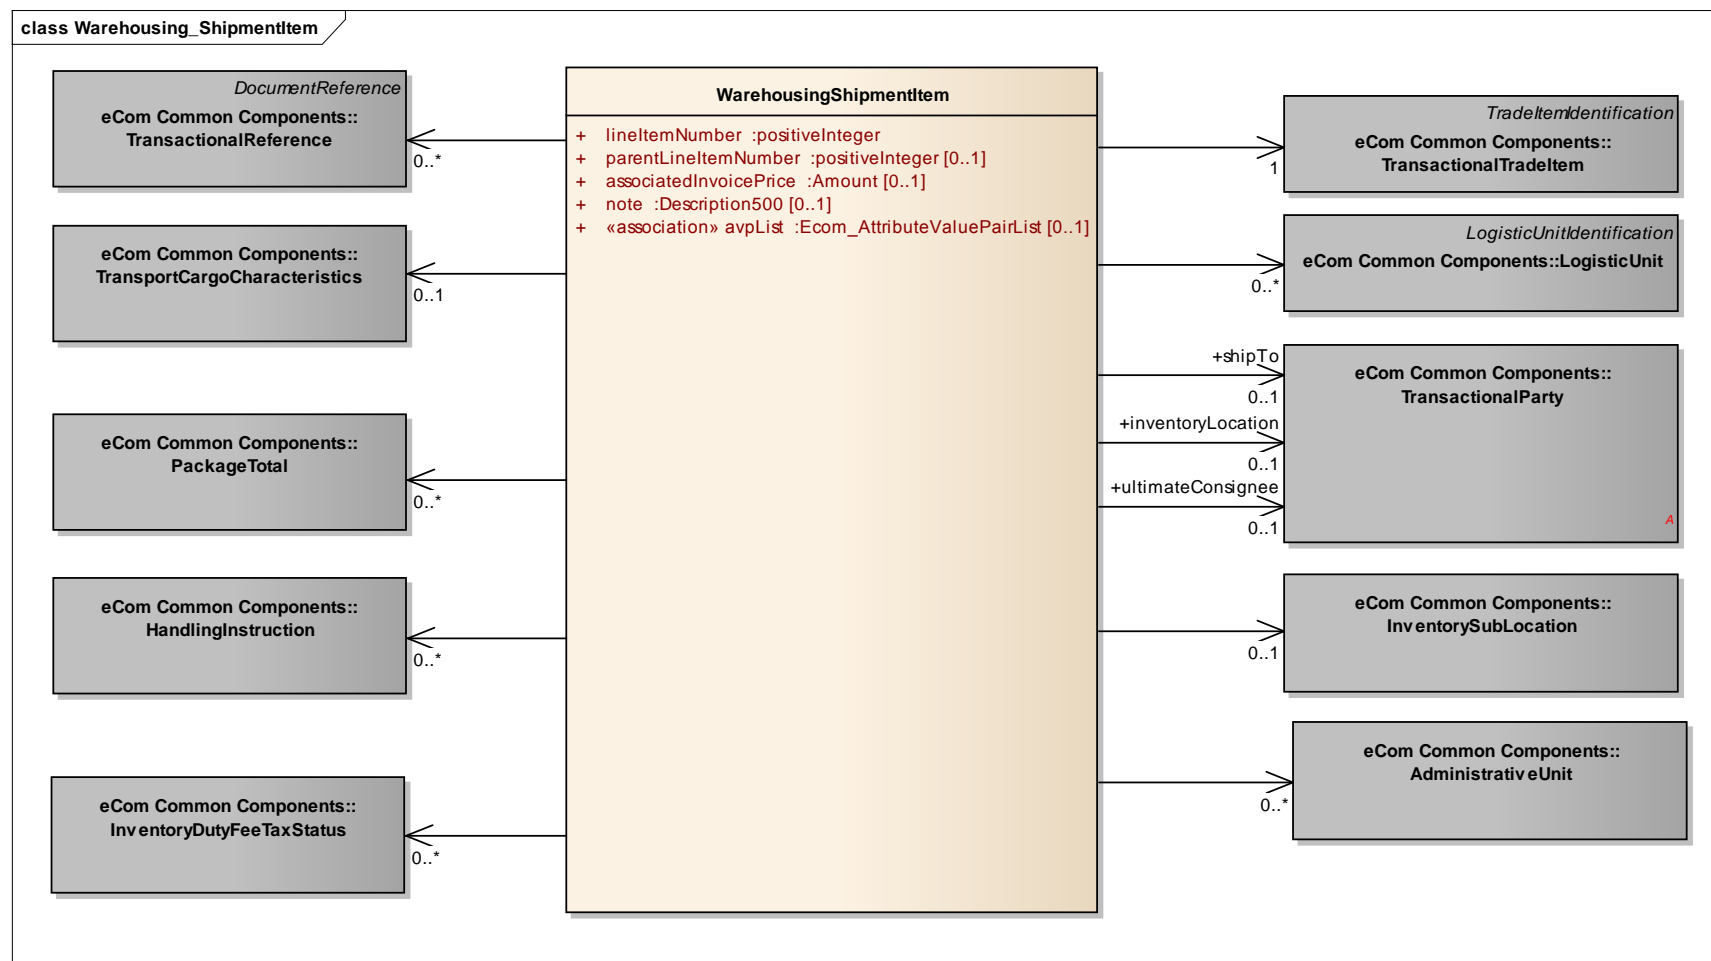 class Warehousing_ShipmentItem
DocumentReference
eCom Common Components::
TransactionalReference
0..*
eCom Common Components::
TransportCargoCharacteristics
0..1
eCom Common Components::
PackageTotal
0..*
eCom Common Components::
HandlingInstruction
0..*
eCom Common Components::
InventoryDutyFeeTaxStatus
0..*
WarehousingShipmentItem
+ lineItemNumber :positiveInteger
+ parentLineItemNumber :positiveInteger [0..1]
+ associatedInvoicePrice :Amount [0..1]
+ note :Description500 [0..1]
+ «association» avpList :Ecom_AttributeValuePairList [0..1]
TradeItemIdentification
eCom Common Components::
TransactionalTradeItem
1
LogisticUnitIdentification
eCom Common Components::LogisticUnit
0..*
+shipTo
0..1
+inventoryLocation
0..1
+ultimateConsignee
0..1
eCom Common Components::
TransactionalParty
A
eCom Common Components::
InventorySubLocation
0..1
eCom Common Components::
AdministrativeUnit
0..*